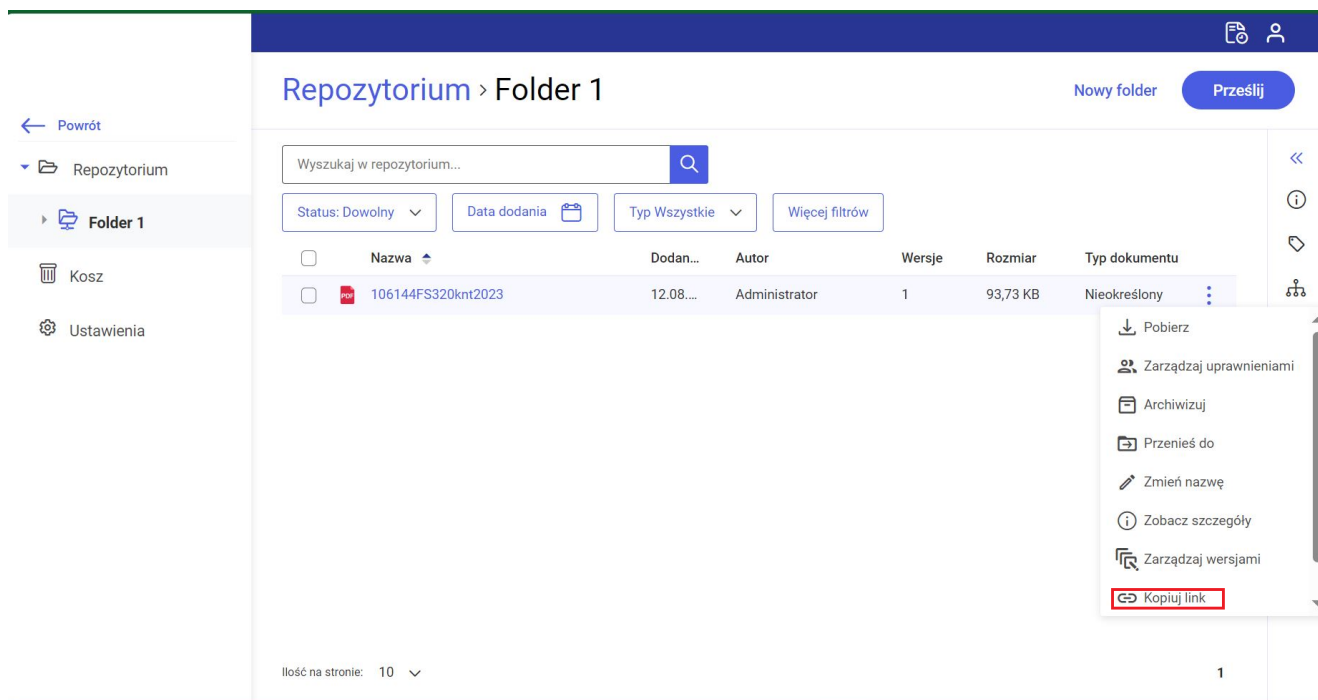 Repozytorium › Folder 1
Nowy folder
Prześlij
Powrót
Repozytorium
Folder 1
Kosz
Ustawienia
Wyszukaj w repozytorium...
Status: Dowolny
Data dodania
Typ Wszystkie
Więcej filtrów
Nazwa Dodan... Autor Wersje Rozmiar Typ dokumentu
PDF 106144FS320knt2023 12.08.... Administrator 1 93,73 KB Nieokreślony
Pobierz
Zarządzaj uprawnieniami
Archiwizuj
Przenieś do
Zmień nazwę
Zobacz szczegóły
Zarządzaj wersjami
Kopiuj link
Ilość na stronie: 10
1